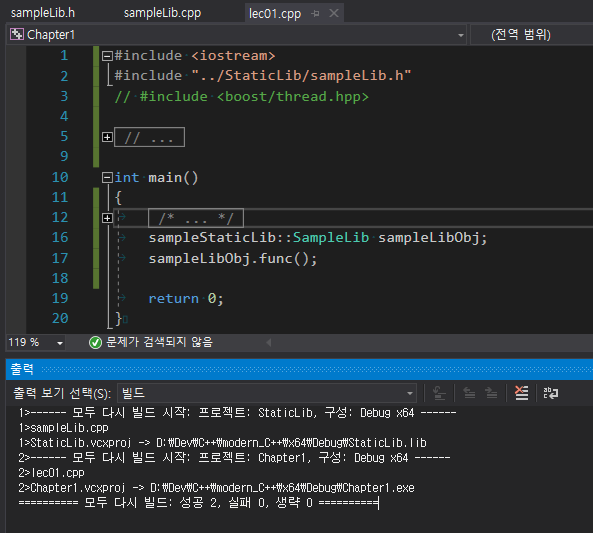 sampleLib.h sampleLib.cpp lec01.cpp
Chapter1 (전역 범위)
1 #include <iostream>
2 #include "../StaticLib/sampleLib.h"
3 // #include <boost/thread.hpp>
4
5 // ...
9
10 int main()
11 {
12 /* ... */
16 sampleStaticLib::SampleLib sampleLibObj;
17 sampleLibObj.func();
18
19 return 0;
20 }
119 % 문제가 검색되지 않음
출력
출력 보기 선택(S): 빌드
1>------ 모두 다시 빌드 시작: 프로젝트: StaticLib, 구성: Debug x64 ------
1>sampleLib.cpp
1>StaticLib.vcxproj -> D:₩Dev₩C++₩modern_C++₩x64₩Debug₩StaticLib.lib
2>------ 모두 다시 빌드 시작: 프로젝트: Chapter1, 구성: Debug x64 ------
2>lec01.cpp
2>Chapter1.vcxproj -> D:₩Dev₩C++₩modern_C++₩x64₩Debug₩Chapter1.exe
========== 모두 다시 빌드: 성공 2, 실패 0, 생략 0 ==========